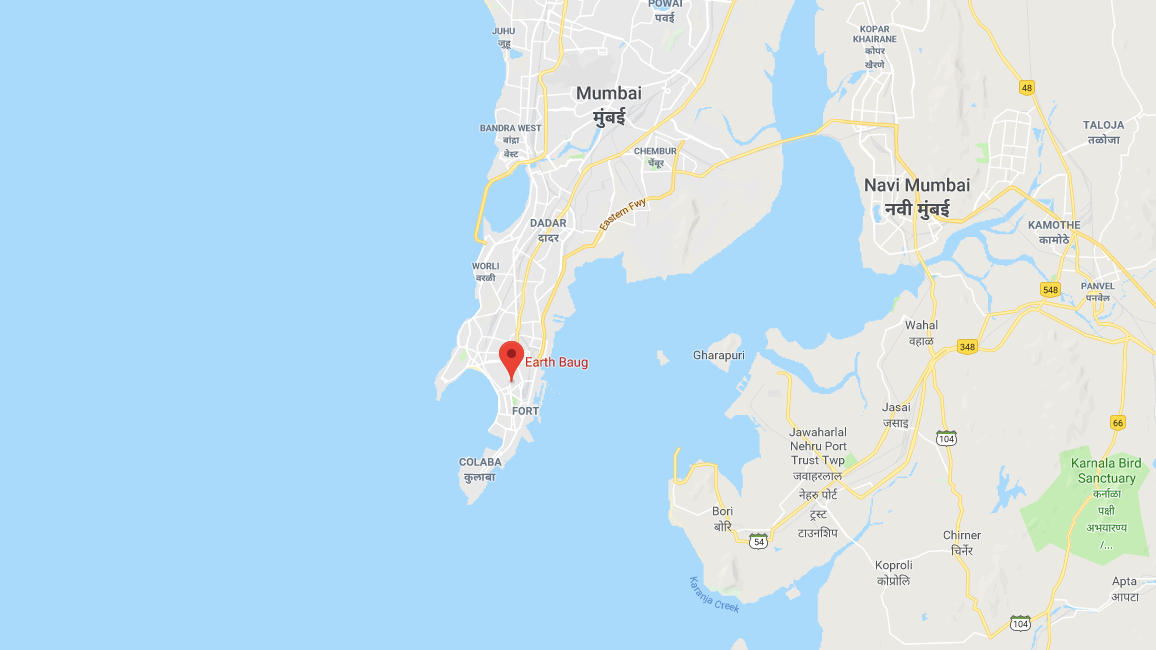 POWAI
पवई
JUHU
जुहू
KOPAR
KHAIRANE
कोपर
खैरणे
Mumbai
मुंबई
48
BANDRA WEST
बांद्रा
वेस्ट
TALOJA
तळोजा
CHEMBUR
चेंबूर
Navi Mumbai
नवी मुंबई
Eastern Fwy
DADAR
दादर
KAMOTHE
कामोठे
WORLI
वरळी
548
PANVEL
पनवेल
Wahal
वहाळ
348
Gharapuri
Earth Baug
FORT
Jasai
जसाइ
66
104
Jawaharlal
Nehru Port
Trust Twp
जवाहरलाल
नेहरु पोर्ट
ट्रस्ट
टाउनशिप
COLABA
कुलाबा
Karnala Bird
Sanctuary
कर्नाळा
पक्षी
अभयारण्य
/...
Bori
बोरि
54
Chirner
चिर्नेर
Koproli
कोप्रोलि
Apta
आपटा
Karanja Creek
104